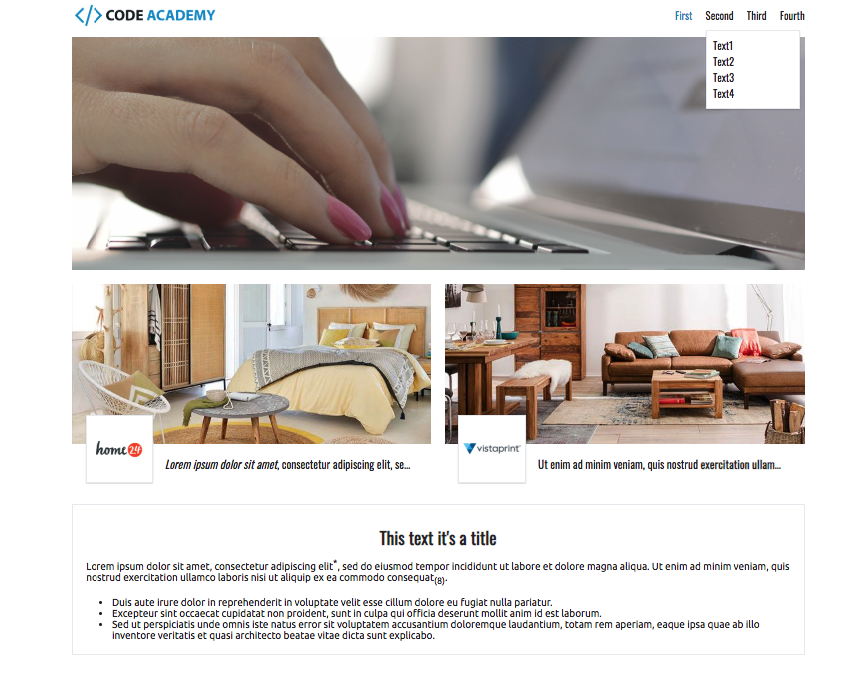 </> CODE ACADEMY
First Second Third Fourth
Text1
Text2
Text3
Text4
home24
Lorem ipsum dolor sit amet, consectetur adipiscing elit, se...
vistaprint
Ut enim ad minim veniam, quis nostrud exercitation ullam...
This text it's a title
Lorem ipsum dolor sit amet, consectetur adipiscing elit*, sed do eiusmod tempor incididunt ut labore et dolore magna aliqua. Ut enim ad minim veniam, quis
nostrud exercitation ullamco laboris nisi ut aliquip ex ea commodo consequat(8).
• Duis aute irure dolor in reprehenderit in voluptate velit esse cillum dolore eu fugiat nulla pariatur.
• Excepteur sint occaecat cupidatat non proident, sunt in culpa qui officia deserunt mollit anim id est laborum.
• Sed ut perspiciatis unde omnis iste natus error sit voluptatem accusantium doloremque laudantium, totam rem aperiam, eaque ipsa quae ab illo
inventore veritatis et quasi architecto beatae vitae dicta sunt explicabo.